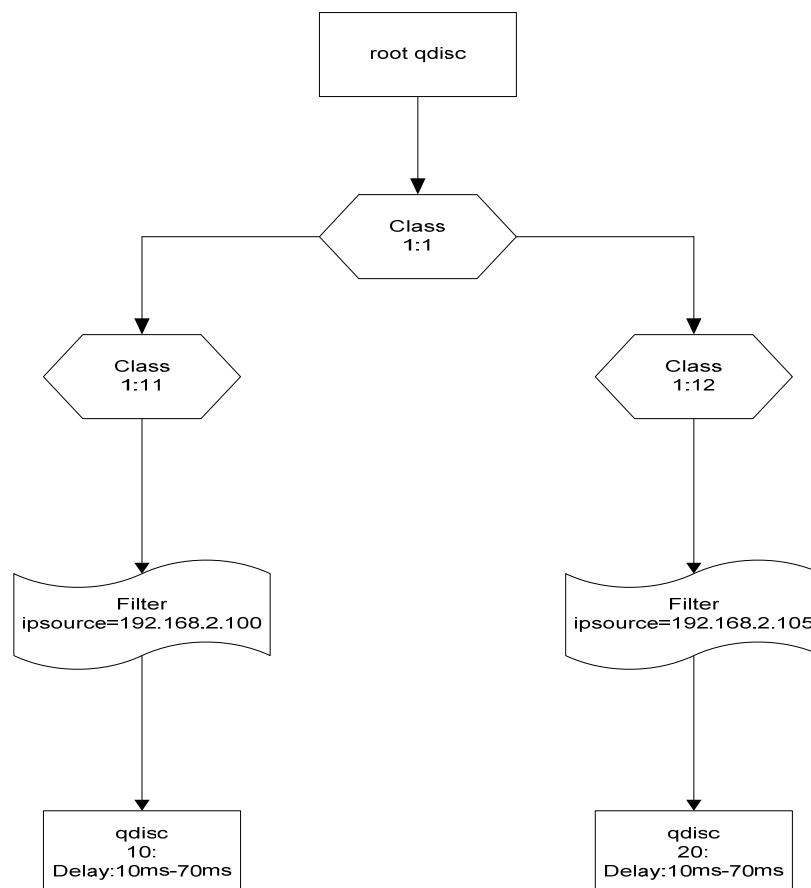 root qdisc
Class
1:1
Class
1:11
Class
1:12
Filter
ipsource=192.168.2.100
Filter
ipsource=192.168.2.105
qdisc
10:
Delay:10ms-70ms
qdisc
20:
Delay:10ms-70ms